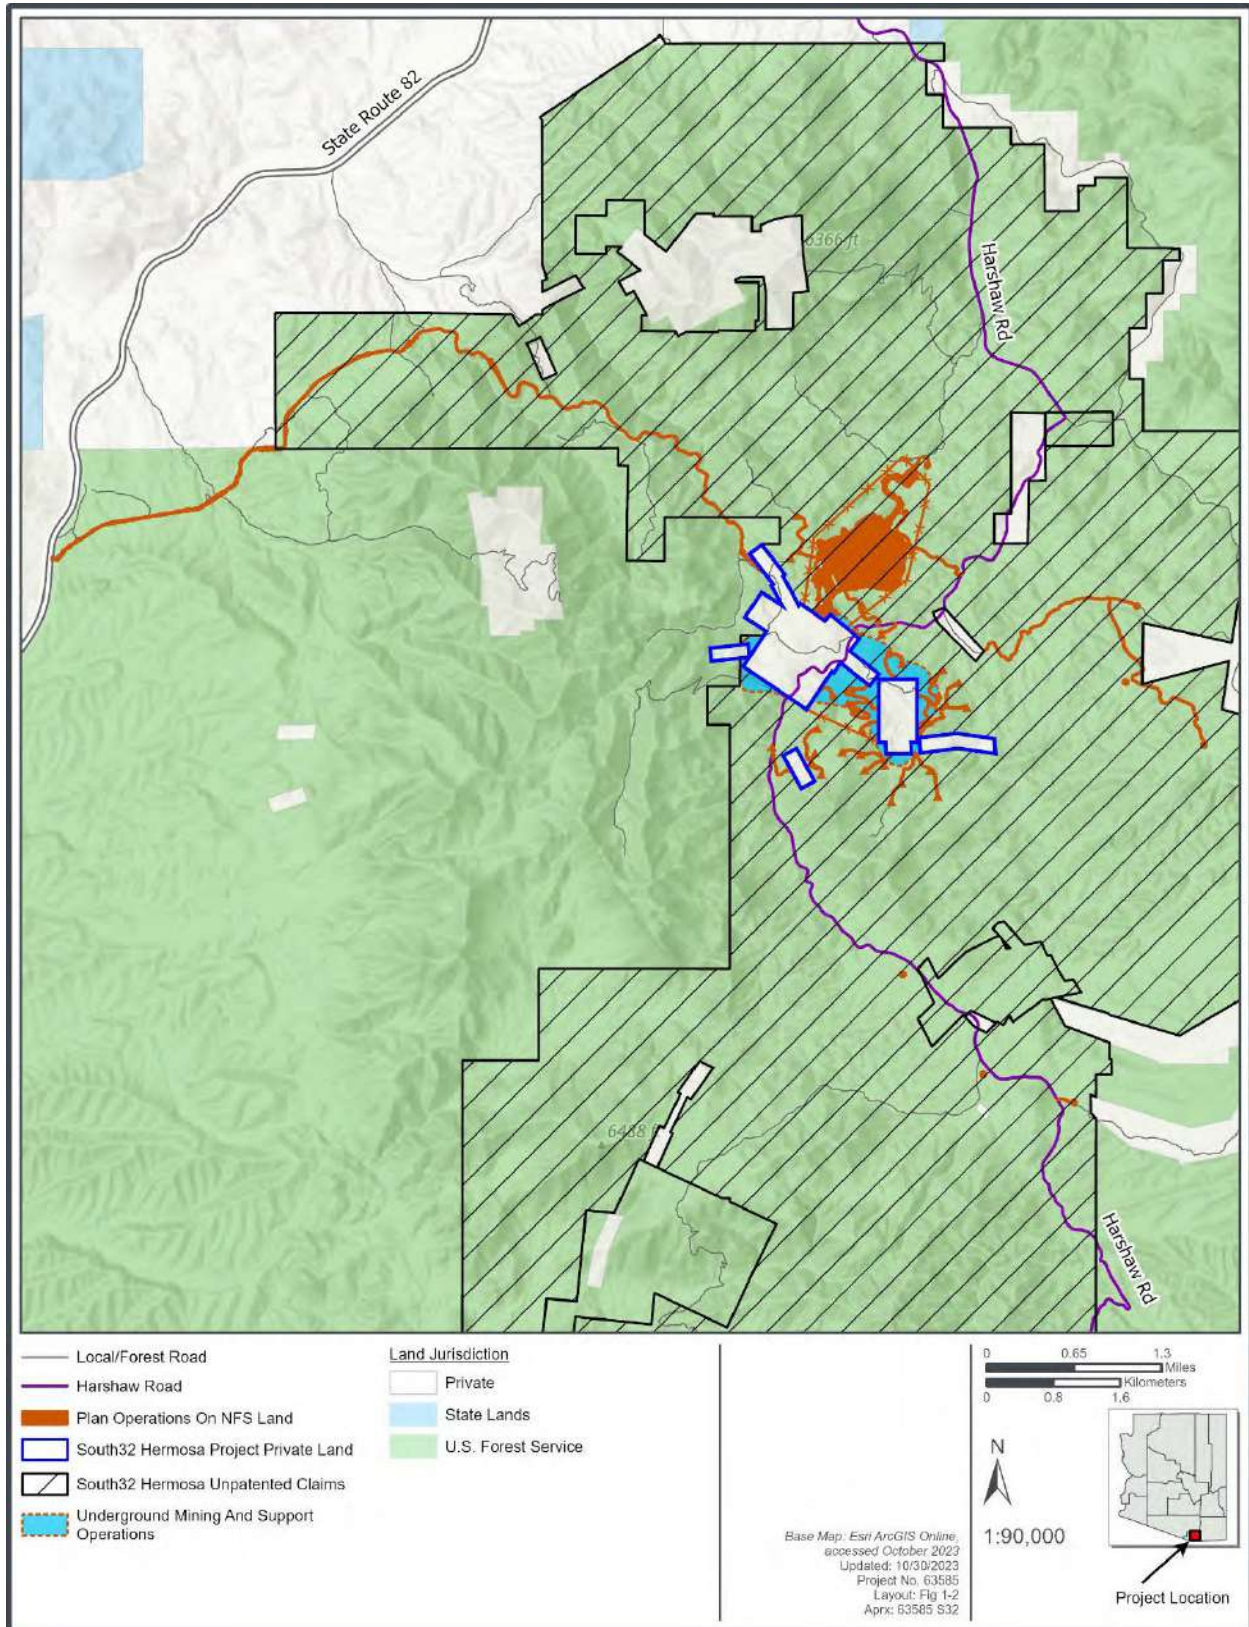 State Route 82
6366 ft
Harshaw Rd
6488 ft
Harshaw Rd
Local/Forest Road
Harshaw Road
Plan Operations On NFS Land
South32 Hermosa Project Private Land
South32 Hermosa Unpatented Claims
Underground Mining And Support
Operations
Land Jurisdiction
Private
State Lands
U.S. Forest Service
Base Map: Esri ArcGIS Online,
accessed October 2023
Updated: 10/30/2023
Project No. 63585
Layout: Fig 1-2
Aprx: 63585 S32
0 0.65 1.3
Miles
Kilometers
0 0.8 1.6
N
1:90,000
Project Location